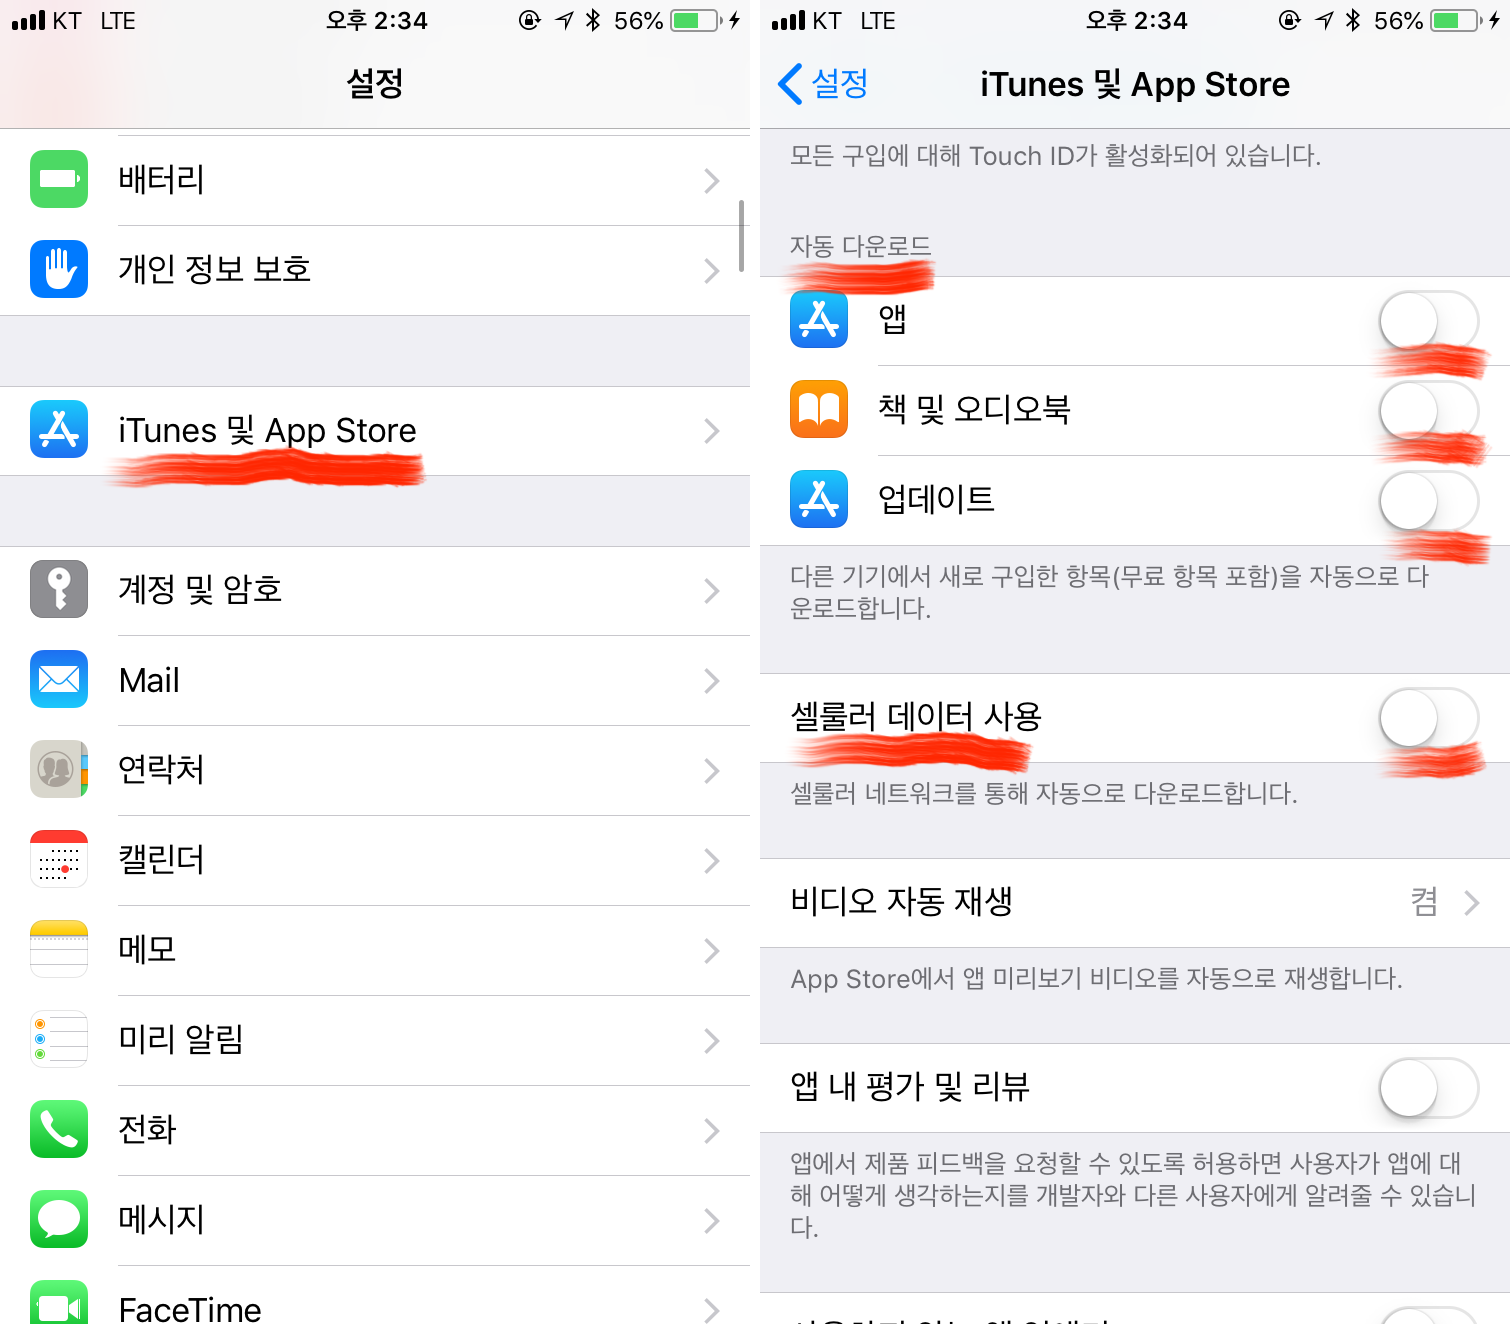 KT LTE 오후 2:34 56%
설정
배터리
개인 정보 보호
iTunes 및 App Store
계정 및 암호
Mail
연락처
캘린더
메모
미리 알림
전화
메시지
FaceTime
KT LTE 오후 2:34 56%
설정 iTunes 및 App Store
모든 구입에 대해 Touch ID가 활성화되어 있습니다.
자동 다운로드
앱
책 및 오디오북
업데이트
다른 기기에서 새로 구입한 항목(무료 항목 포함)을 자동으로 다
운로드합니다.
셀룰러 데이터 사용
셀룰러 네트워크를 통해 자동으로 다운로드합니다.
비디오 자동 재생 켬
App Store에서 앱 미리보기 비디오를 자동으로 재생합니다.
앱 내 평가 및 리뷰
앱에서 제품 피드백을 요청할 수 있도록 허용하면 사용자가 앱에 대
해 어떻게 생각하는지를 개발자와 다른 사용자에게 알려줄 수 있습니
다.